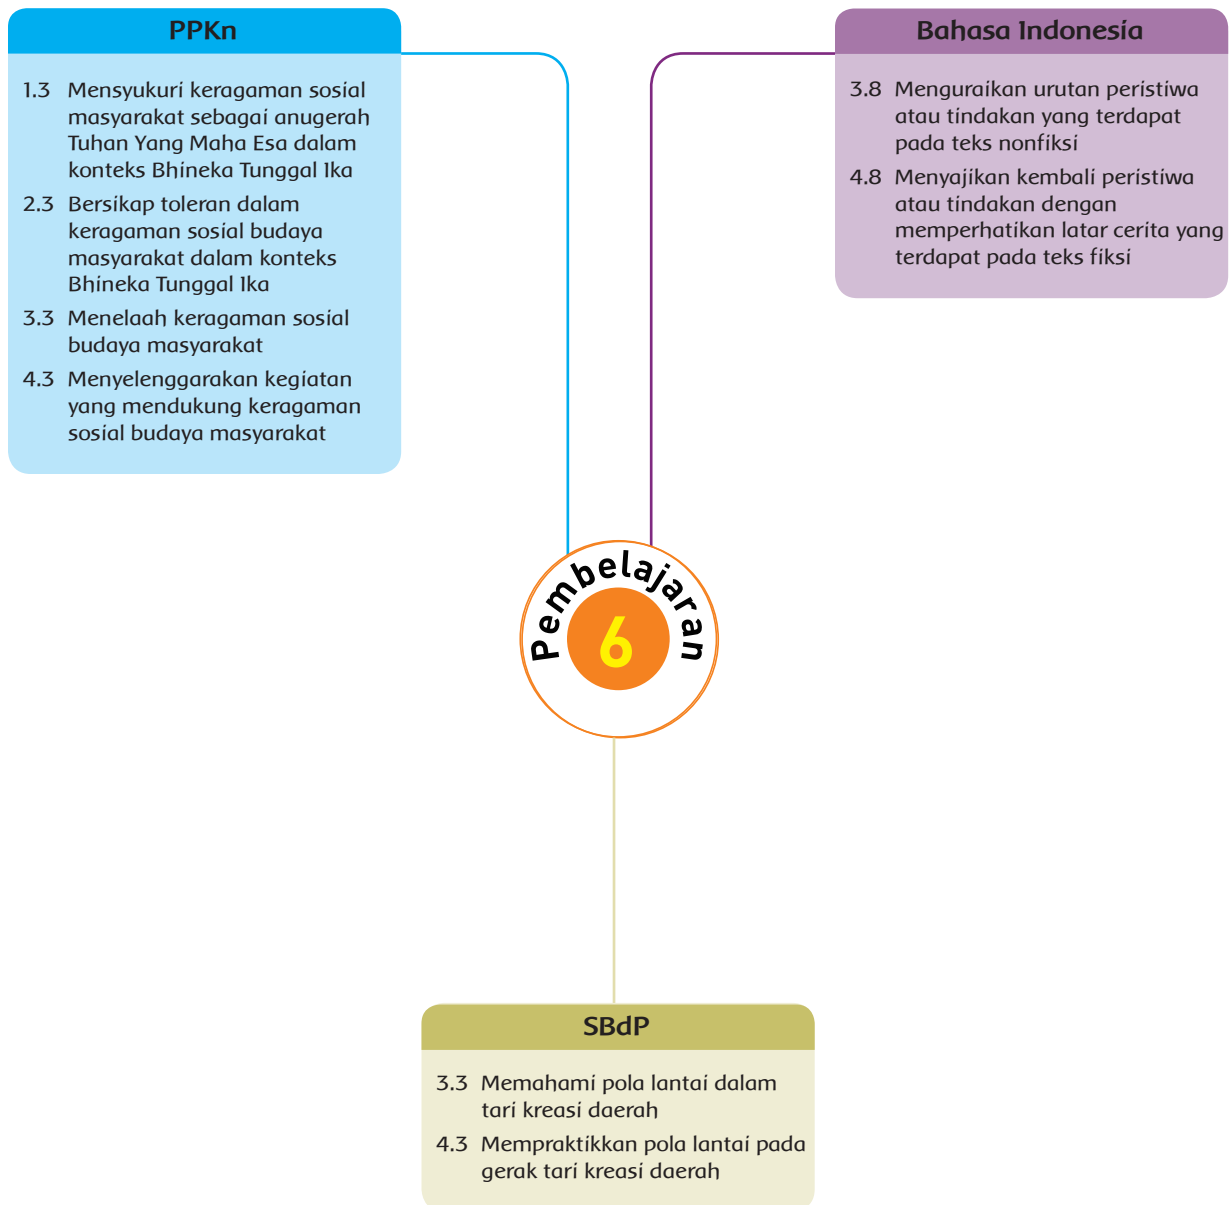 PPKn
1.3 Mensyukuri keragaman sosial
masyarakat sebagai anugerah
Tuhan Yang Maha Esa dalam
konteks Bhineka Tunggal Ika
2.3 Bersikap toleran dalam
keragaman sosial budaya
masyarakat dalam konteks
Bhineka Tunggal Ika
3.3 Menelaah keragaman sosial
budaya masyarakat
4.3 Menyelenggarakan kegiatan
yang mendukung keragaman
sosial budaya masyarakat
Bahasa Indonesia
3.8 Menguraikan urutan peristiwa
atau tindakan yang terdapat
pada teks nonfiksi
4.8 Menyajikan kembali peristiwa
atau tindakan dengan
memperhatikan latar cerita yang
terdapat pada teks fiksi
Pembelajaran
6
SBdP
3.3 Memahami pola lantai dalam
tari kreasi daerah
4.3 Mempraktikkan pola lantai pada
gerak tari kreasi daerah